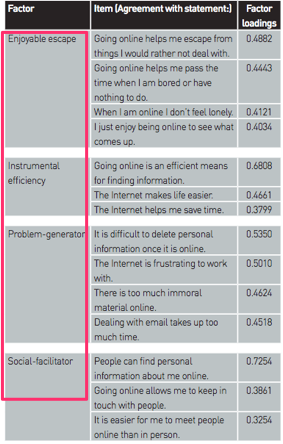 Factor Item (Agreement with statement:) Factor
loadings
Enjoyable escape Going online helps me escape from 0.4882
things I would rather not deal with.
Going online helps me pass the 0.4443
time when I am bored or have
nothing to do.
When I am online I don't feel lonely. 0.4121
I just enjoy being online to see what 0.4034
comes up.
Instrumental Going online is an efficient means 0.6808
efficiency for finding information.
The Internet makes life easier. 0.4661
The Internet helps me save time. 0.3799
Problem-generator It is difficult to delete personal 0.5350
information once it is online.
The Internet is frustrating to work 0.5010
with.
There is too much immoral 0.4624
material online.
Dealing with email takes up too 0.4518
much time.
Social-facilitator People can find personal 0.7254
information about me online.
Going online allows me to keep in 0.3861
touch with people.
It is easier for me to meet people 0.3254
online than in person.